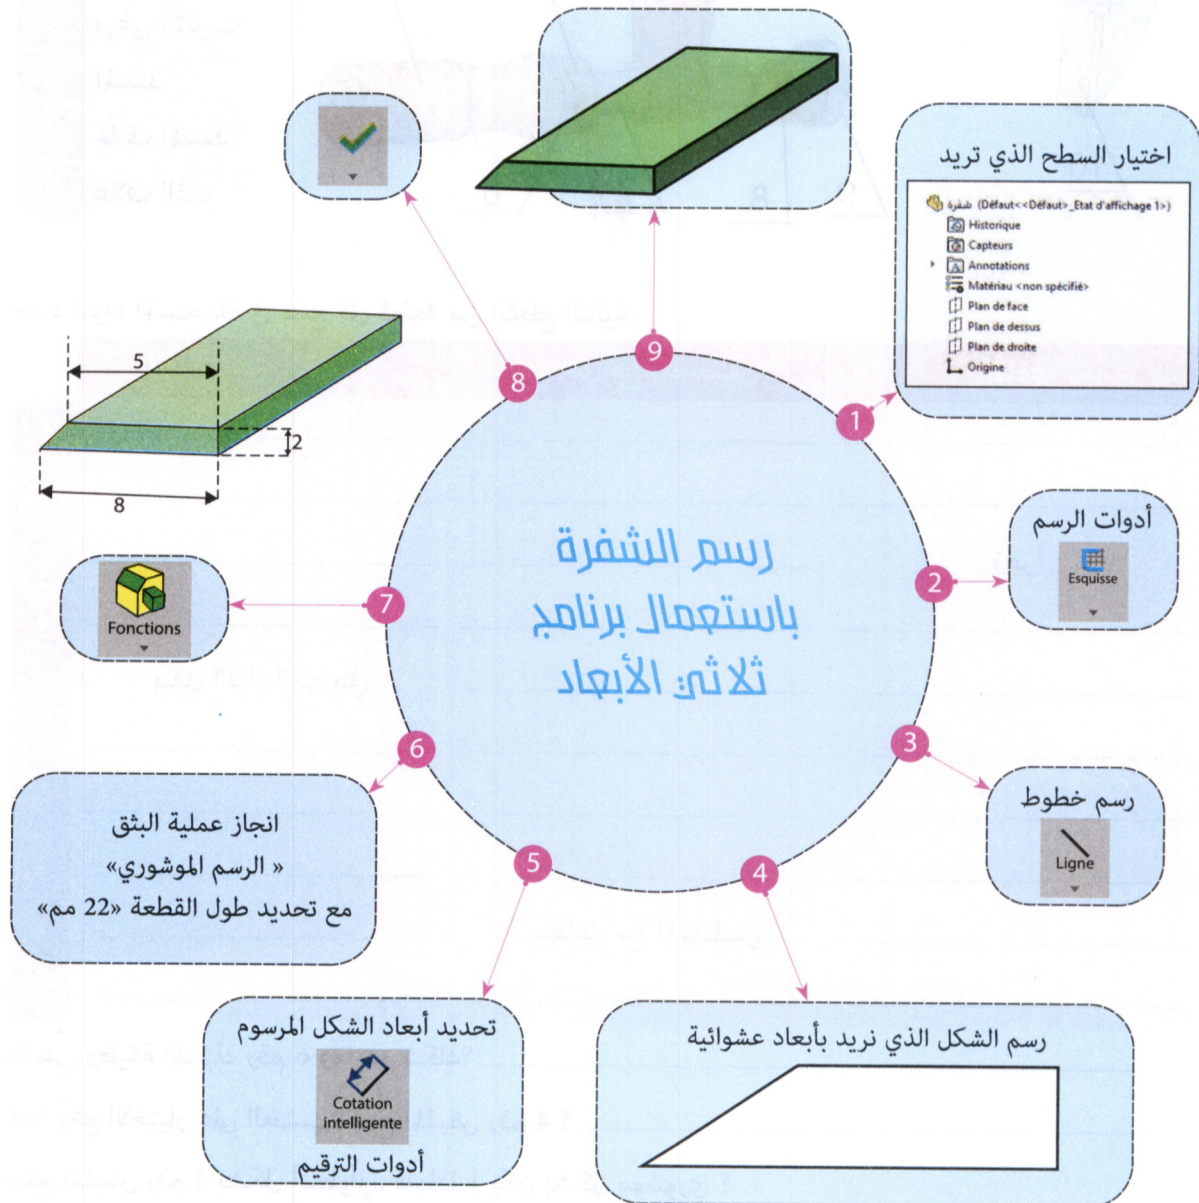 رسم الشفرة
باستعمال برنامج
ثلاثي الأبعاد
1
اختيار السطح الذي تريد
شفرة (Défaut<<Défaut>_Etat d'affichage 1>)
Historique
Capteurs
Annotations
Matériau <non spécifié>
Plan de face
Plan de dessus
Plan de droite
Origine
2
أدوات الرسم
Esquisse
3
رسم خطوط
Ligne
4
رسم الشكل الذي نريد بأبعاد عشوائية
5
تحديد أبعاد الشكل المرسوم
Cotation
intelligente
أدوات الترقيم
6
انجاز عملية البثق
« الرسم الموشوري»
مع تحديد طول القطعة «22 مم»
7
Fonctions
5
2
8
8
9